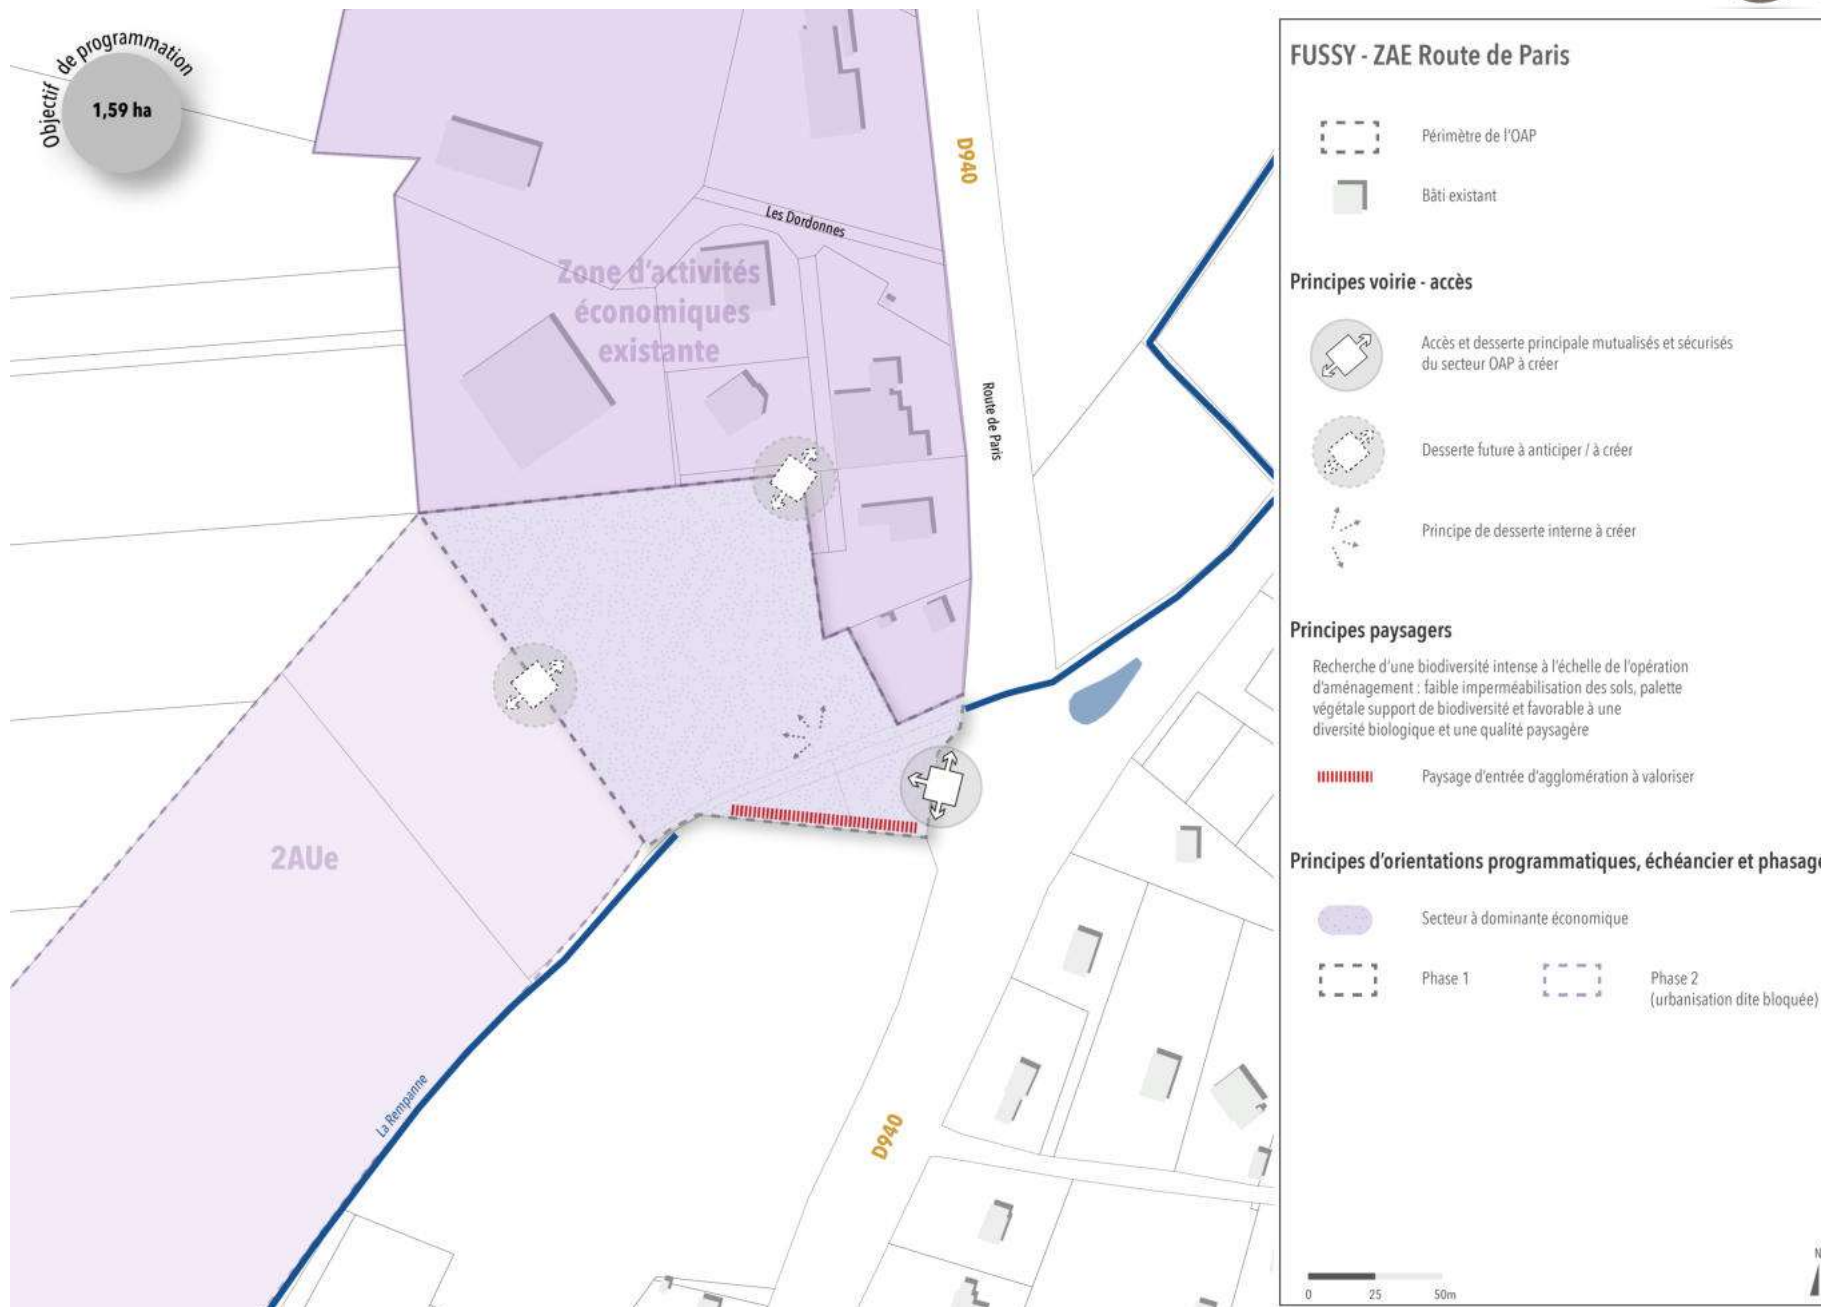 Objectif de programmation
1,59 ha
D940
Les Dordonnes
Zone d'activités
économiques
existante
Route de Paris
2AUe
La Rempanne
D940
FUSSY - ZAE Route de Paris
Périmètre de l'OAP
Bâti existant
Principes voirie - accès
Accès et desserte principale mutualisés et sécurisés
du secteur OAP à créer
Desserte future à anticiper / à créer
Principe de desserte interne à créer
Principes paysagers
Recherche d'une biodiversité intense à l'échelle de l'opération
d'aménagement : faible imperméabilisation des sols, palette
végétale support de biodiversité et favorable à une
diversité biologique et une qualité paysagère
Paysage d'entrée d'agglomération à valoriser
Principes d'orientations programmatiques, échéancier et phasage
Secteur à dominante économique
Phase 1
Phase 2
(urbanisation dite bloquée)
N
0 25 50m